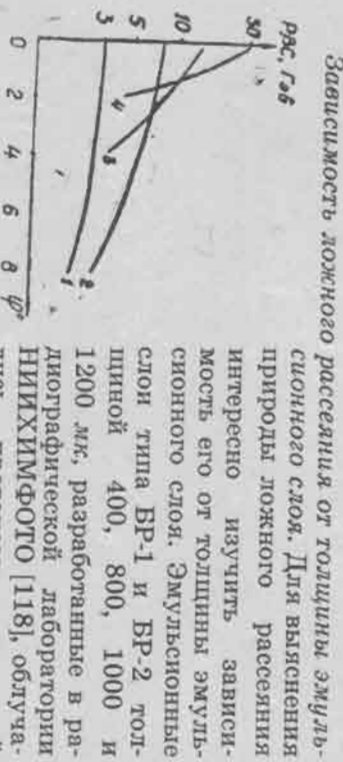 Зависимость ложного рассеяния от толщины эмуль-
сионного слоя. Для выяснения
природы ложного рассеяния
интересно изучить зависи-
мость его от толщины эмуль-
сионного слоя. Эмульсионные
слои типа БР-1 и БР-2 тол-
щиной 400, 800, 1000 и
1200 мк, разработанные в ра-
диографической лаборатории
НИИХИМФОТО [118], облуча-
PβC, Гэв
30
10
5
3
0
2
4
6
8
φ°
4
3
2
1